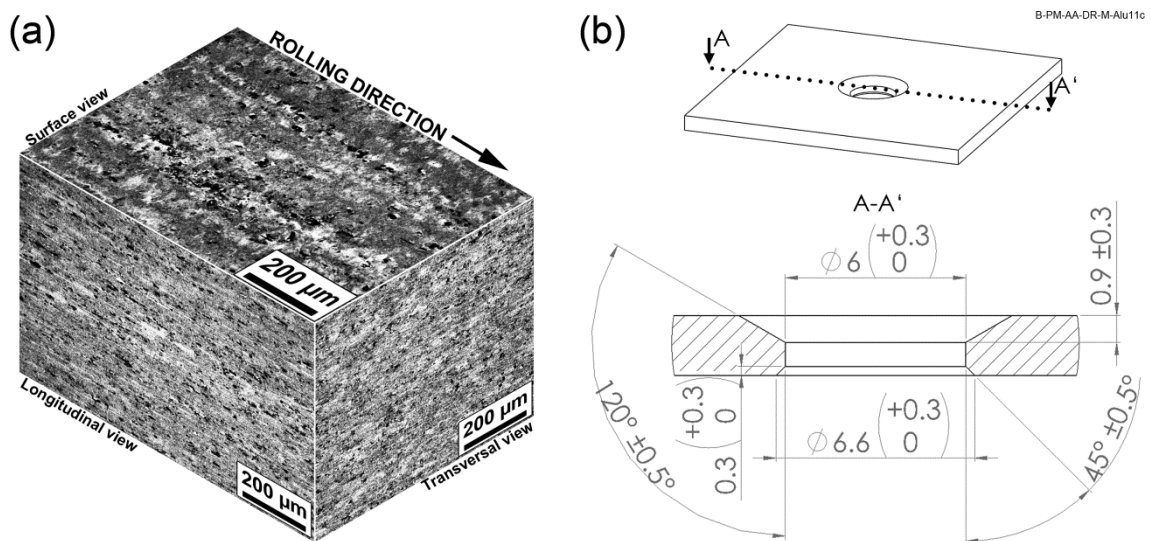 B-PM-AA-DR-M-Alu11c
(a)
(b)
ROLLING DIRECTION
Surface view
200 µm
Longitudinal view
200 µm
200 µm
Transversal view
A
A'
A-A'
⌀6 (+0.3 0)
0.9 ±0.3
120° ±0.5°
0.3 (+0.3 0)
⌀6.6 (+0.3 0)
45° ±0.5°